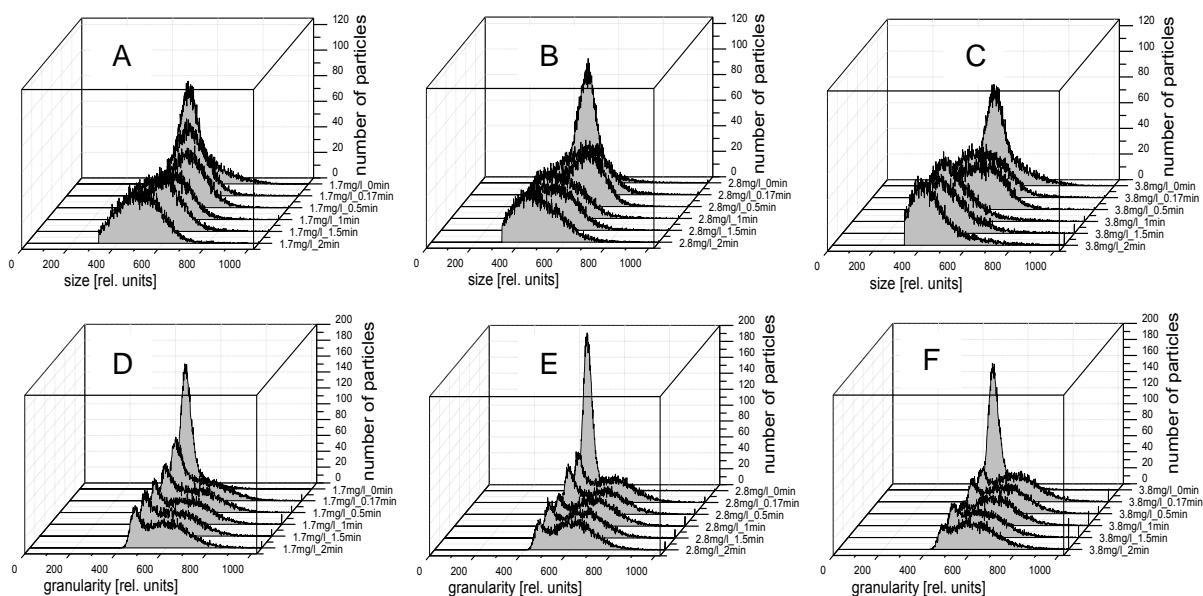 A
120
100
80
60
40
20
0
number of particles
1.7mg/l_0min
1.7mg/l_0.17min
1.7mg/l_0.5min
1.7mg/l_1min
1.7mg/l_1.5min
1.7mg/l_2min
0 200 400 600 800 1000
size [rel. units]
B
120
100
80
60
40
20
0
number of particles
2.8mg/l_0min
2.8mg/l_0.17min
2.8mg/l_0.5min
2.8mg/l_1min
2.8mg/l_1.5min
2.8mg/l_2min
0 200 400 600 800 1000
size [rel. units]
C
120
100
80
60
40
20
0
number of particles
3.8mg/l_0min
3.8mg/l_0.17min
3.8mg/l_0.5min
3.8mg/l_1min
3.8mg/l_1.5min
3.8mg/l_2min
0 200 400 600 800 1000
size [rel. units]
D
200
180
160
140
120
100
80
60
40
20
0
number of particles
1.7mg/l_0min
1.7mg/l_0.17min
1.7mg/l_0.5min
1.7mg/l_1min
1.7mg/l_1.5min
1.7mg/l_2min
0 200 400 600 800 1000
granularity [rel. units]
E
200
180
160
140
120
100
80
60
40
20
0
number of particles
2.8mg/l_0min
2.8mg/l_0.17min
2.8mg/l_0.5min
2.8mg/l_1min
2.8mg/l_1.5min
2.8mg/l_2min
0 200 400 600 800 1000
granularity [rel. units]
F
200
180
160
140
120
100
80
60
40
20
0
number of particles
3.8mg/l_0min
3.8mg/l_0.17min
3.8mg/l_0.5min
3.8mg/l_1min
3.8mg/l_1.5min
3.8mg/l_2min
0 200 400 600 800 1000
granularity [rel. units]